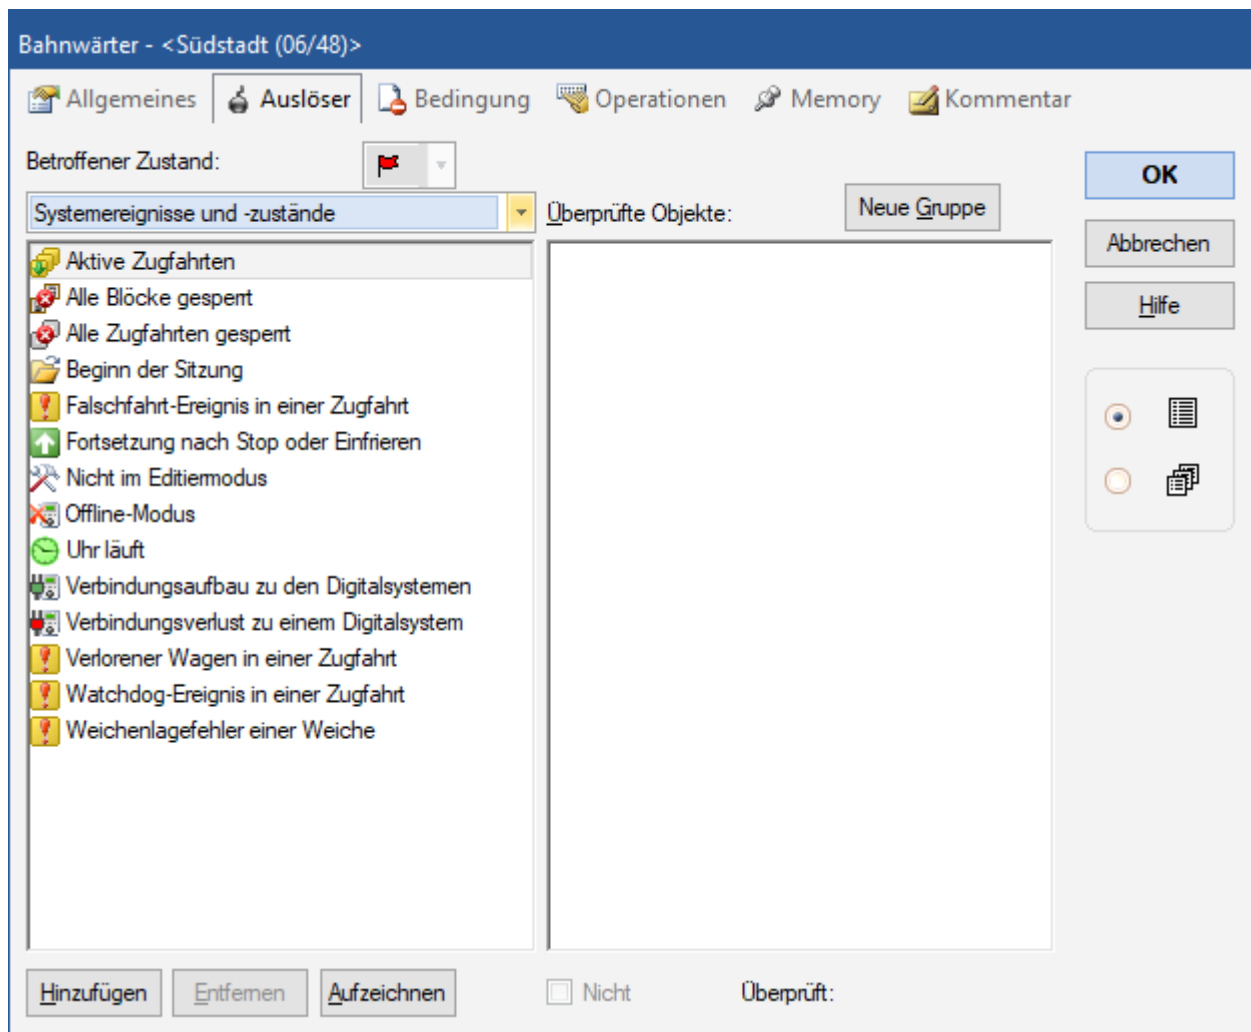 Bahnwärter - <Südstadt (06/48)>
Allgemeines Auslöser Bedingung Operationen Memory Kommentar
Betroffener Zustand:
Systemereignisse und -zustände
Überprüfte Objekte:
Neue Gruppe
OK
Abbrechen
Hilfe
Aktive Zugfahrten
Alle Blöcke gesperrt
Alle Zugfahrten gesperrt
Beginn der Sitzung
Falschfahrt-Ereignis in einer Zugfahrt
Fortsetzung nach Stop oder Einfrieren
Nicht im Editiermodus
Offline-Modus
Uhr läuft
Verbindungsaufbau zu den Digitalsystemen
Verbindungsverlust zu einem Digitalsystem
Verlorener Wagen in einer Zugfahrt
Watchdog-Ereignis in einer Zugfahrt
Weichenlagefehler einer Weiche
Hinzufügen Entfernen Aufzeichnen Nicht Überprüft: